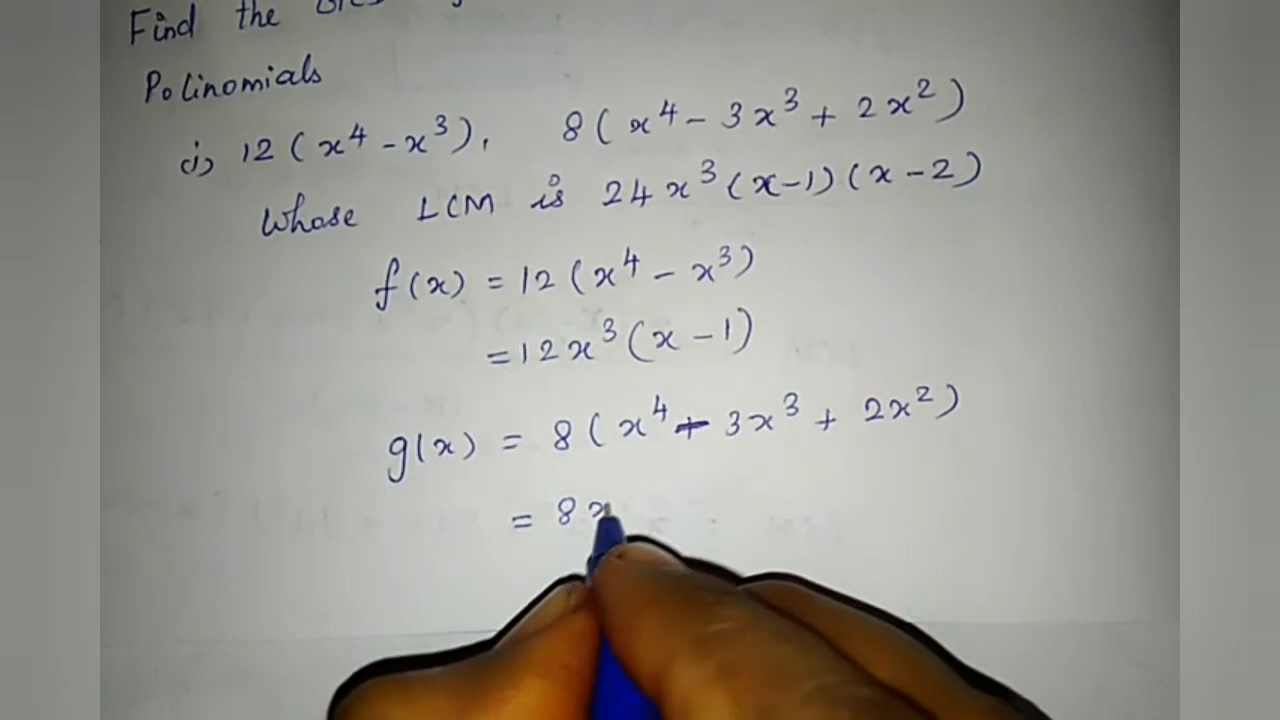 Find the
Polinomials
(i) 12 (x⁴ - x³), 8 (x⁴ - 3x³ + 2x²)
Whose LCM is 24x³(x-1)(x-2)
f(x) = 12 (x⁴ - x³)
= 12x³(x - 1)
g(x) = 8 (x⁴ - 3x³ + 2x²)
= 8x